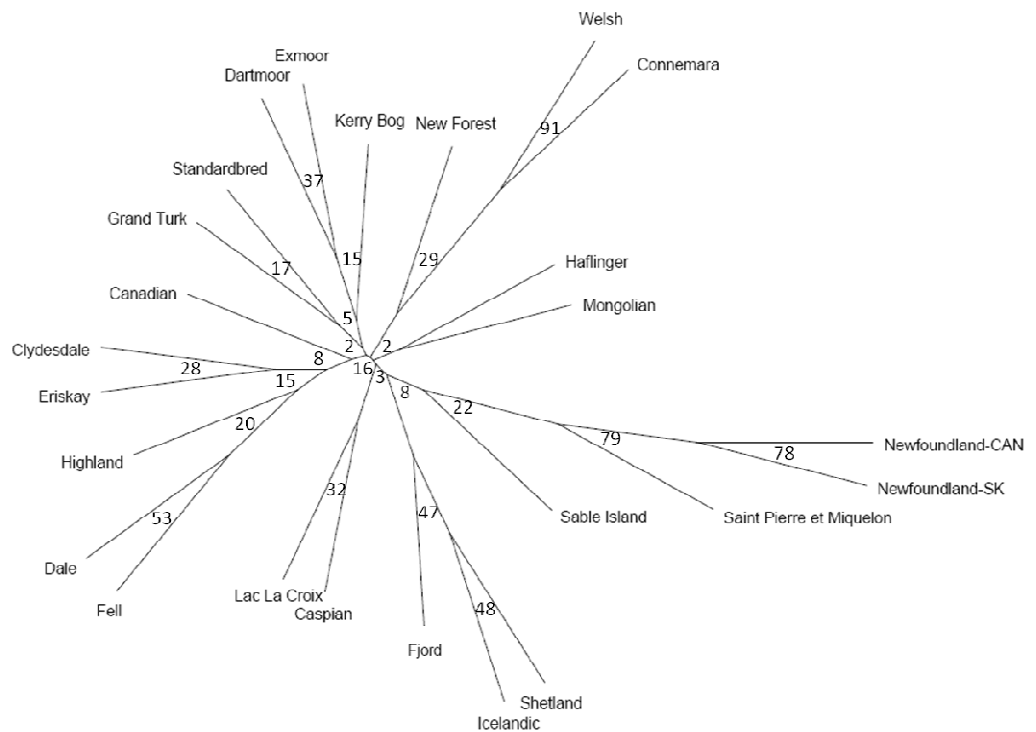 Welsh
Exmoor
Connemara
Dartmoor
Kerry Bog
New Forest
91
Standardbred
37
Grand Turk
15
29
Haflinger
17
Canadian
Mongolian
5
2
2
Clydesdale
8
16
28
15
3
Eriskay
8
22
20
79
Newfoundland-CAN
78
Highland
32
Newfoundland-SK
47
53
Sable Island
Saint Pierre et Miquelon
Dale
Lac La Croix
Fell
Caspian
48
Fjord
Shetland
Icelandic